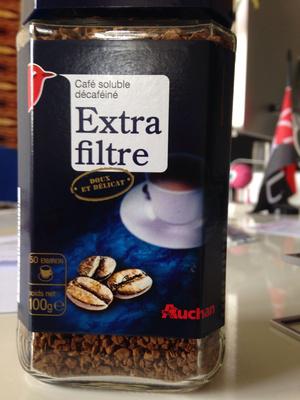 Café soluble
décaféiné
Extra
filtre
DOUX
ET DÉLICAT
50 ENVIRON
poids net
100g e
Auchan